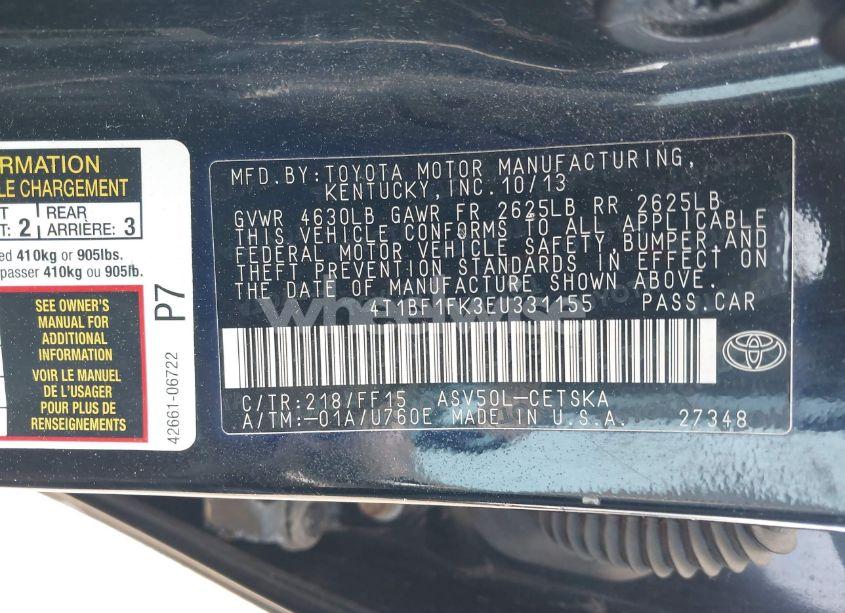 ORMATION
LE CHARGEMENT
T REAR
T: 2 ARRIÈRE: 3
ed 410kg or 905lbs.
passer 410kg ou 905lb.
SEE OWNER'S
MANUAL FOR
ADDITIONAL
INFORMATION
VOIR LE MANUEL
DE L'USAGER
POUR PLUS DE
RENSEIGNEMENTS
P7
42661-06722
MFD. BY: TOYOTA MOTOR MANUFACTURING,
KENTUCKY, INC. 10/13
GVWR 4630LB GAWR FR 2625LB RR 2625LB
THIS VEHICLE CONFORMS TO ALL APPLICABLE
FEDERAL MOTOR VEHICLE SAFETY, BUMPER, AND
THEFT PREVENTION STANDARDS IN EFFECT ON
THE DATE OF MANUFACTURE SHOWN ABOVE.
4T1BF1FK3EU331155 PASS. CAR
C/TR:218/FF15 ASV50L-CETSKA
A/TM:-01A/U760E MADE IN U.S.A. 27348